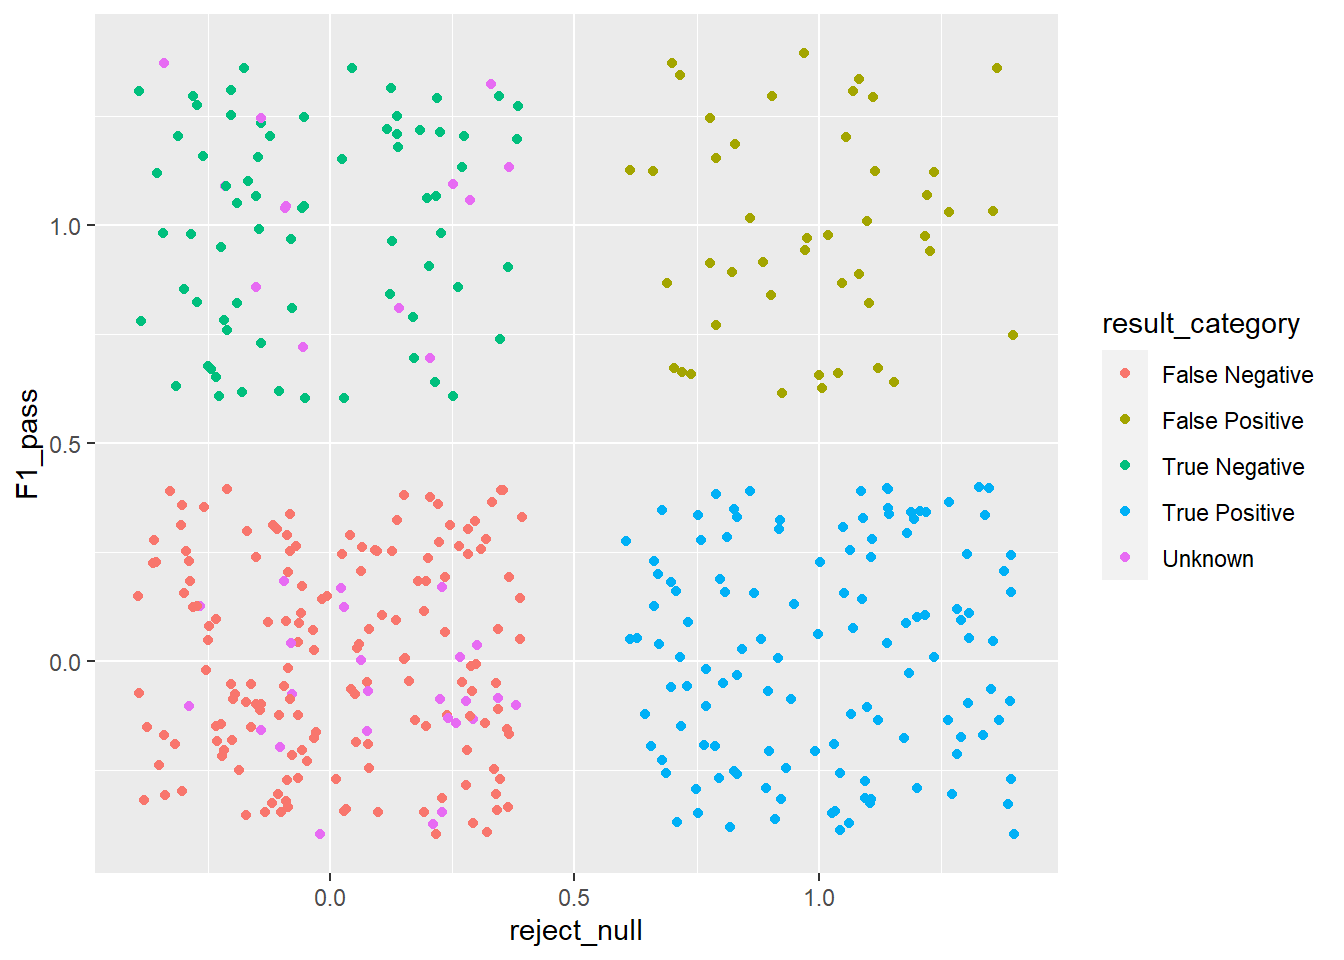 F1_pass
1.0
0.5
0.0
0.0
0.5
1.0
reject_null
result_category
False Negative
False Positive
True Negative
True Positive
Unknown